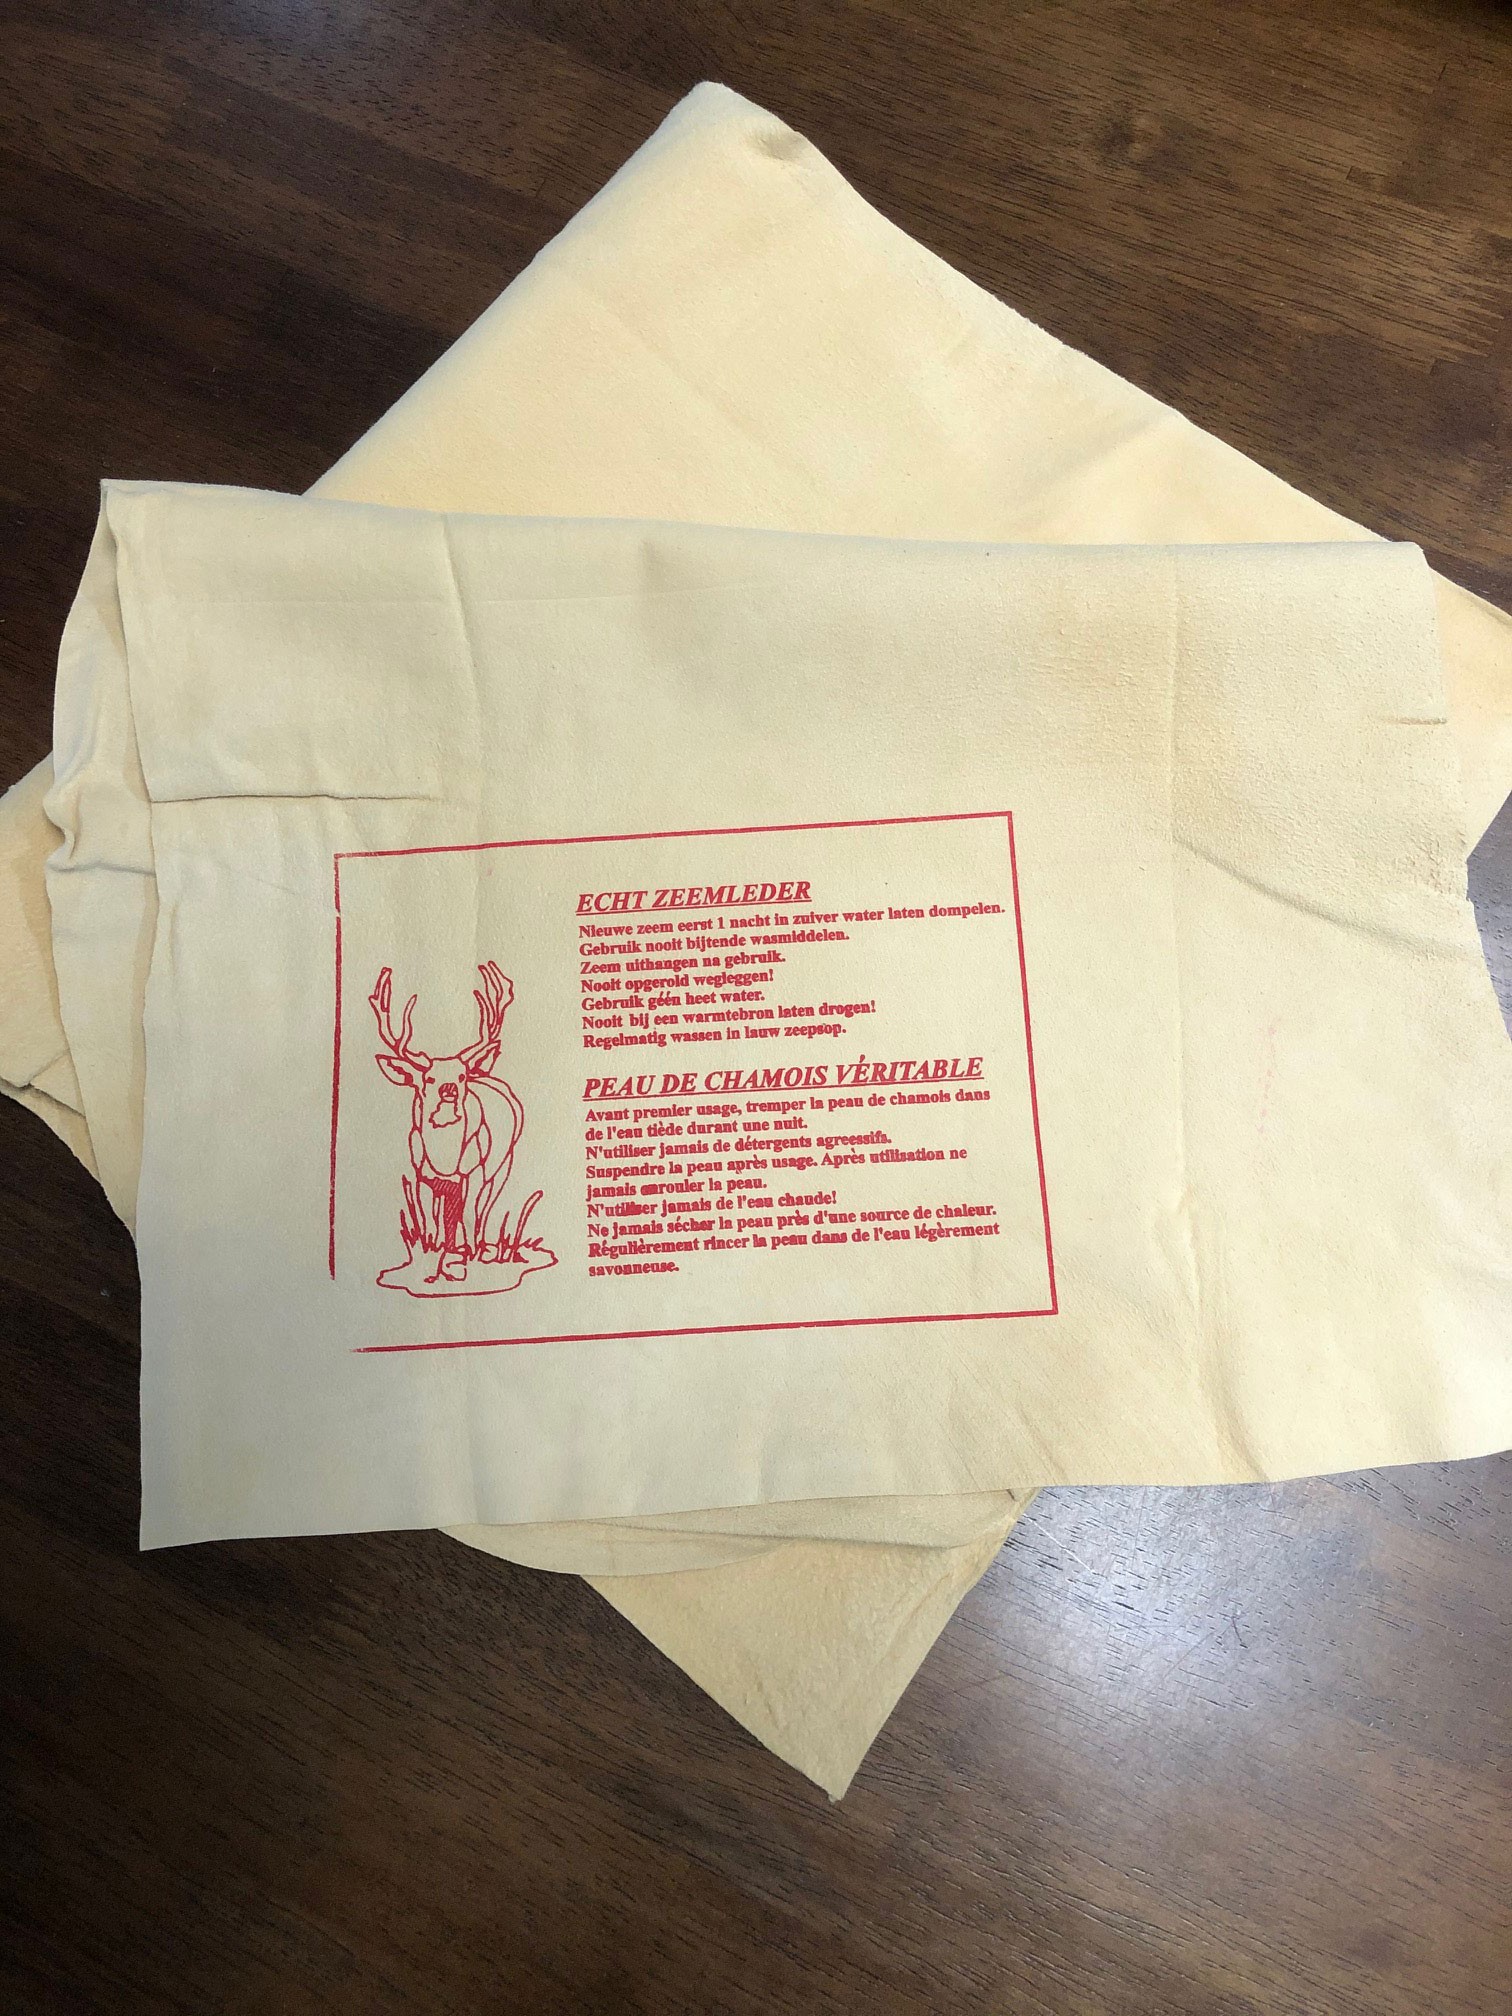 ECHT ZEEMLEDER
Nieuwe zeem eerst 1 nacht in zuiver water laten dompelen.
Gebruik nooit bijtende wasmiddelen.
Zeem uithangen na gebruik.
Nooit opgerold wegleggen!
Gebruik géén heet water.
Nooit bij een warmtebron laten drogen!
Regelmatig wassen in lauw zeepsop.
PEAU DE CHAMOIS VÉRITABLE
Avant premier usage, tremper la peau de chamois dans
de l'eau tiède durant une nuit.
N'utiliser jamais de détergents agreessifs.
Suspendre la peau après usage. Après utilisation ne
jamais enrouler la peau.
N'utiliser jamais de l'eau chaude!
Ne jamais sécher la peau près d'une source de chaleur.
Régulièrement rincer la peau dans de l'eau légèrement
savonneuse.